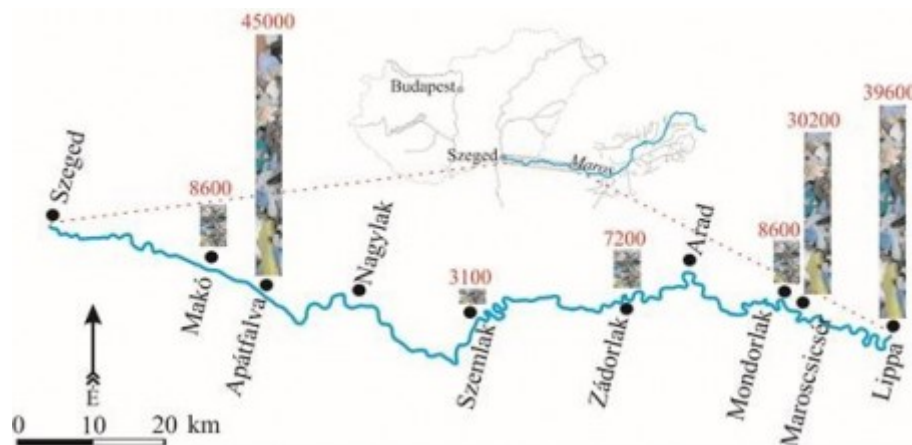 45000
Budapest
39600
30200
Szeged
Szeged
Maros
8600
Makó
Apátfalva
Nagylak
3100
Szemlak
7200
Zádorlak
Arad
8600
Mondorlak
Maroscsicsér
Lippa
É
0 10 20 km